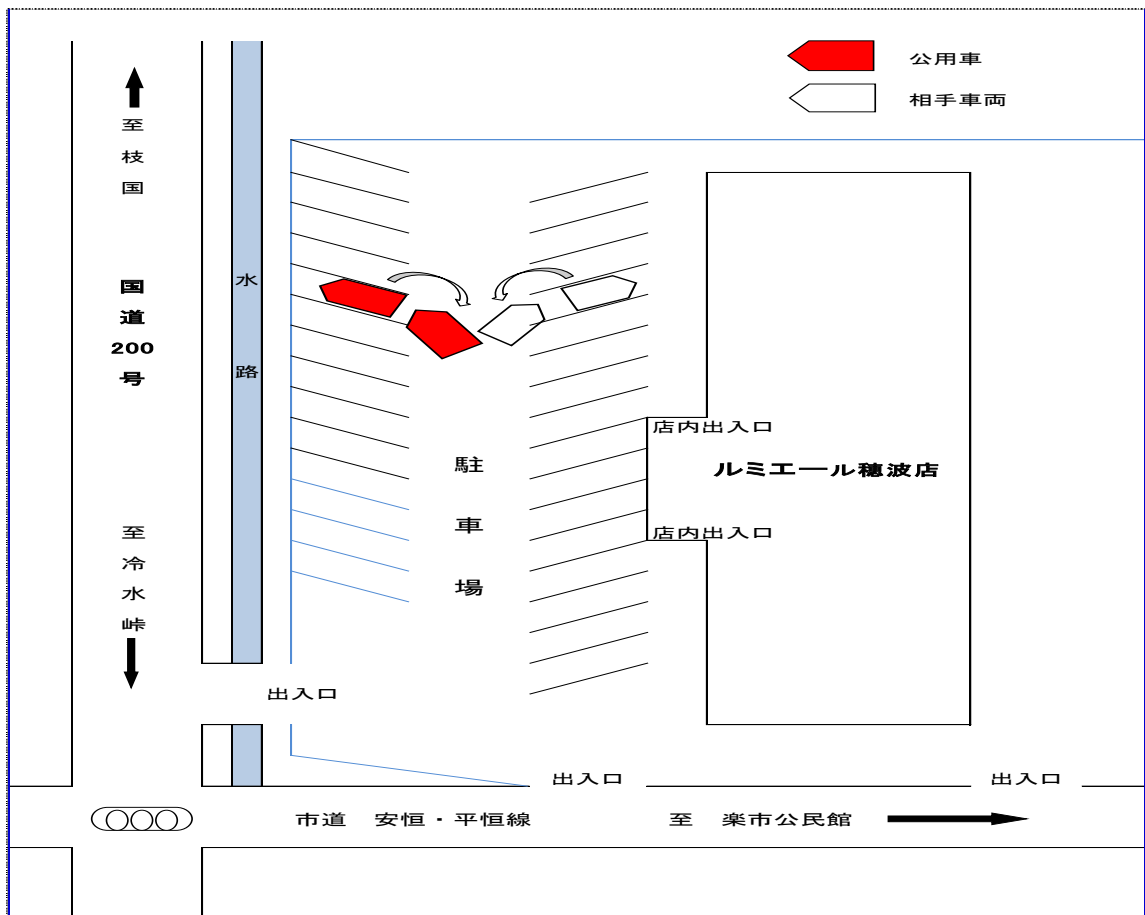 公用車
相手車両
至枝国
国道200号
水路
店内出入口
ルミエール穂波店
駐車場
店内出入口
至冷水峠
出入口
出入口
出入口
市道 安恒・平恒線 至 楽市公民館